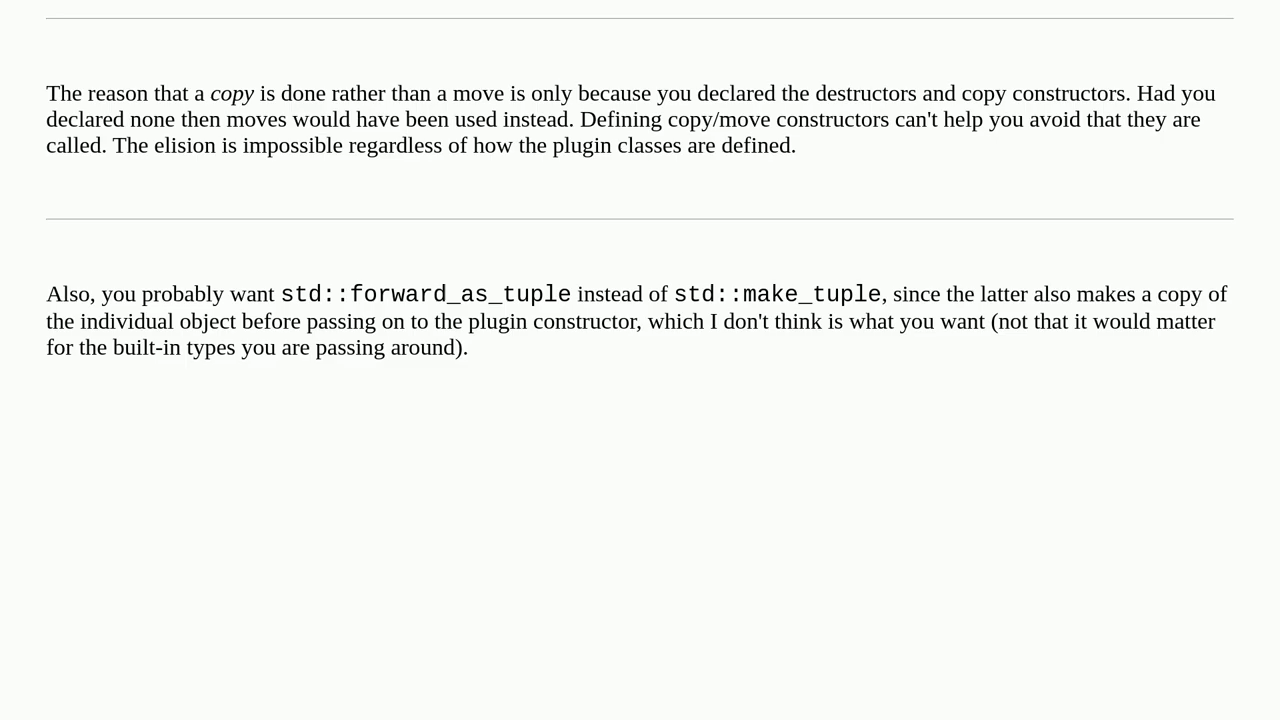 The reason that a copy is done rather than a move is only because you declared the destructors and copy constructors. Had you
declared none then moves would have been used instead. Defining copy/move constructors can't help you avoid that they are
called. The elision is impossible regardless of how the plugin classes are defined.
Also, you probably want std::forward_as_tuple instead of std::make_tuple, since the latter also makes a copy of
the individual object before passing on to the plugin constructor, which I don't think is what you want (not that it would matter
for the built-in types you are passing around).